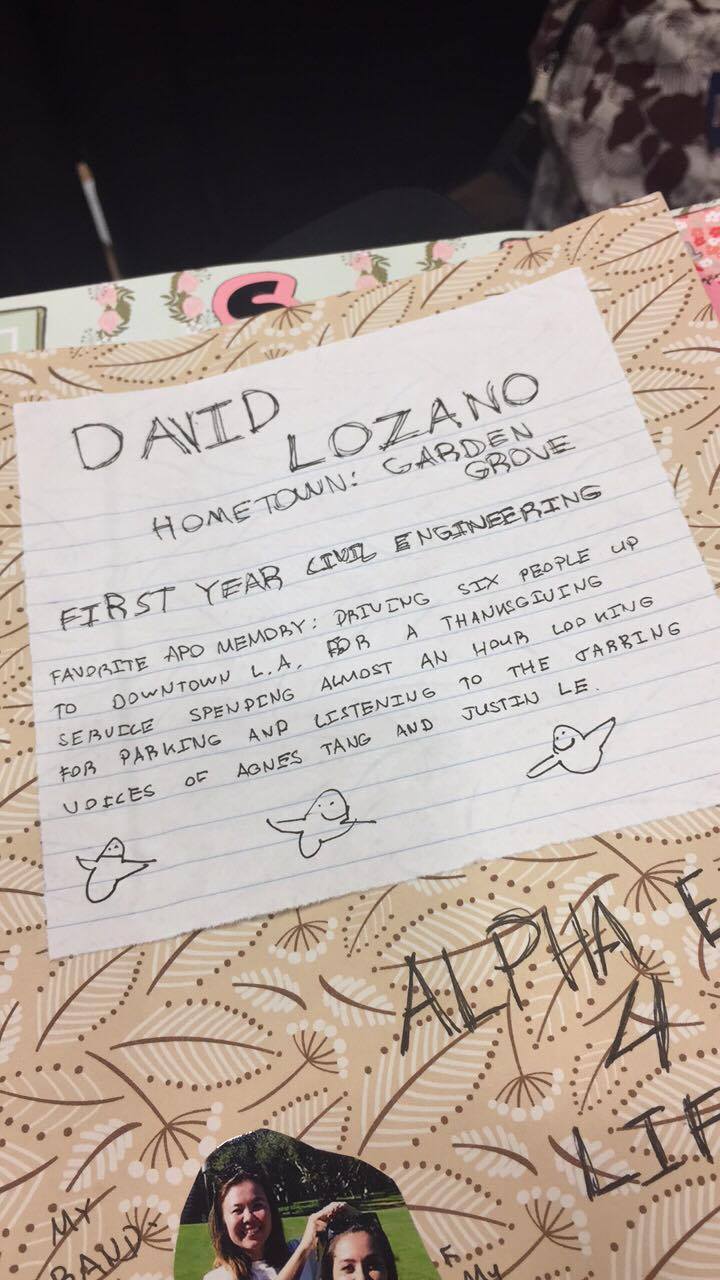 S
DAVID LOZANO
HOMETOWN: GARDEN
GROVE
FIRST YEAR CIVIL ENGINEERING
FAVORITE APO MEMORY: DRIVING SIX PEOPLE UP
TO DOWNTOWN L.A. FOR A THANKSGIVING
SERVICE SPENDING ALMOST AN HOUR LOOKING
FOR PARKING AND LISTENING TO THE JARRING
VOICES OF AGNES TANG AND JUSTIN LE.
ALPHA E
4
LIF
MY
BAND
MY